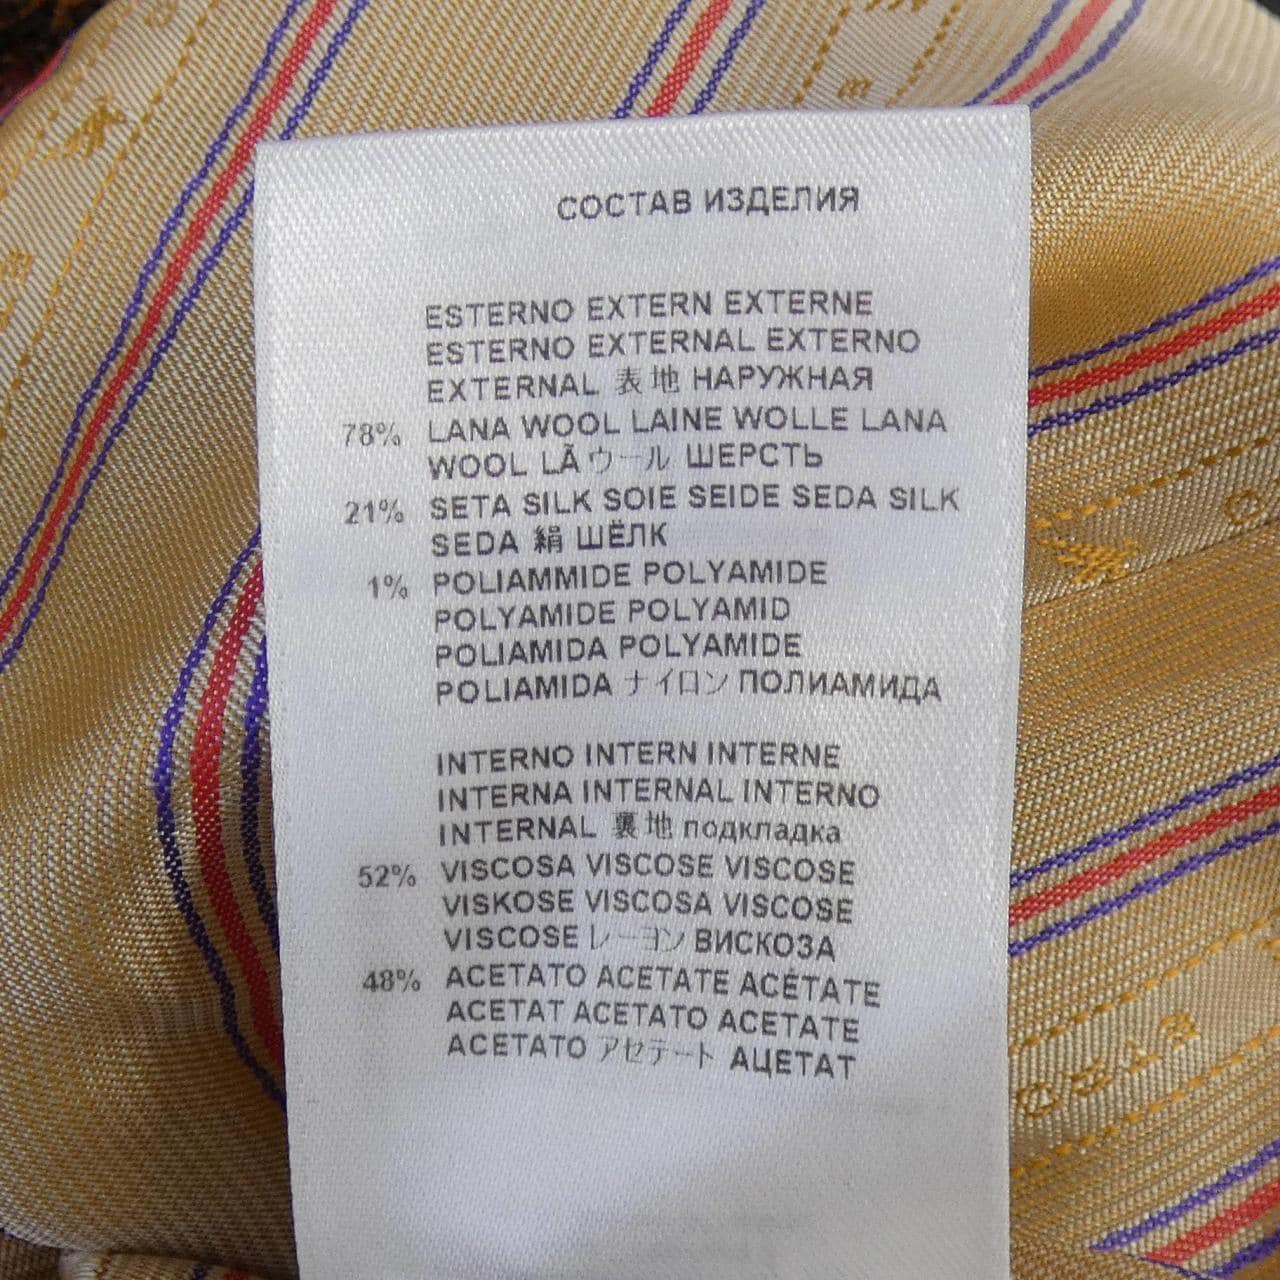 СОСТАВ ИЗДЕЛИЯ
ESTERNO EXTERN EXTERNE
ESTERNO EXTERNAL EXTERNO
EXTERNAL 表地 НАРУЖНАЯ
78% LANA WOOL LAINE WOLLE LANA
WOOL LÃ ウール ШЕРСТЬ
21% SETA SILK SOIE SEIDE SEDA SILK
SEDA 絹 ШЁЛК
1% POLIAMMIDE POLYAMIDE
POLYAMIDE POLYAMID
POLIAMIDA POLYAMIDE
POLIAMIDA ナイロン ПОЛИАМИДА
INTERNO INTERN INTERNE
INTERNA INTERNAL INTERNO
INTERNAL 裏地 подкладка
52% VISCOSA VISCOSE VISCOSE
VISKOSE VISCOSA VISCOSE
VISCOSE レーヨン ВИСКОЗА
48% ACETATO ACETATE ACÉTATE
ACETAT ACETATO ACETATE
ACETATO アセテート АЦЕТАТ